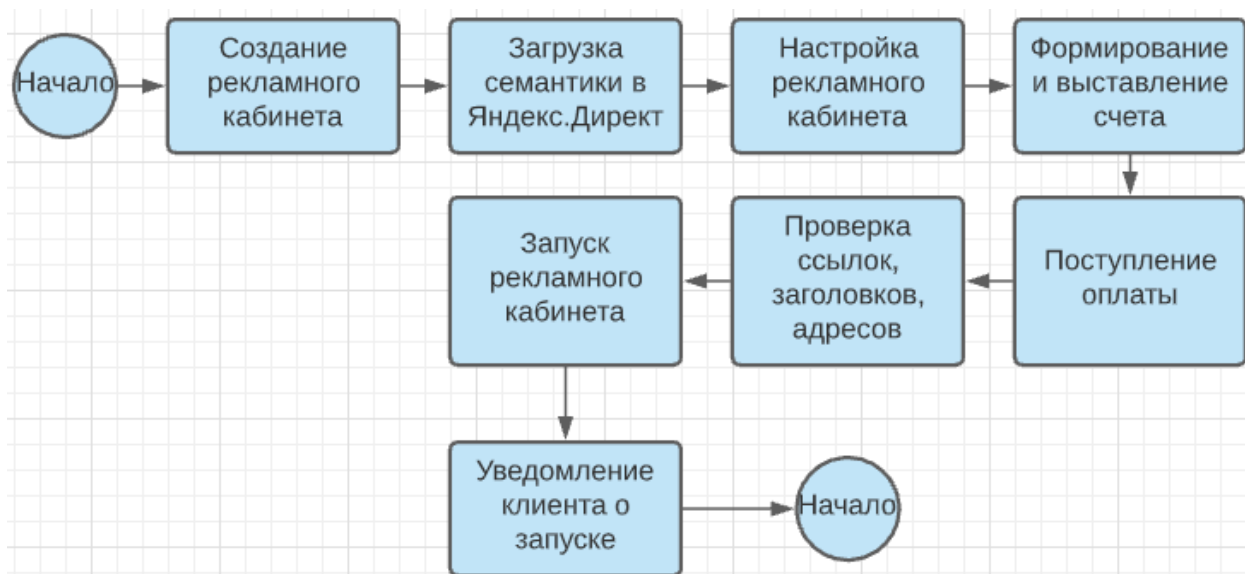 Начало
Создание
рекламного
кабинета
Загрузка
семантики в
Яндекс.Директ
Настройка
рекламного
кабинета
Формирование
и выставление
счета
Поступление
оплаты
Проверка
ссылок,
заголовков,
адресов
Запуск
рекламного
кабинета
Уведомление
клиента о
запуске
Начало